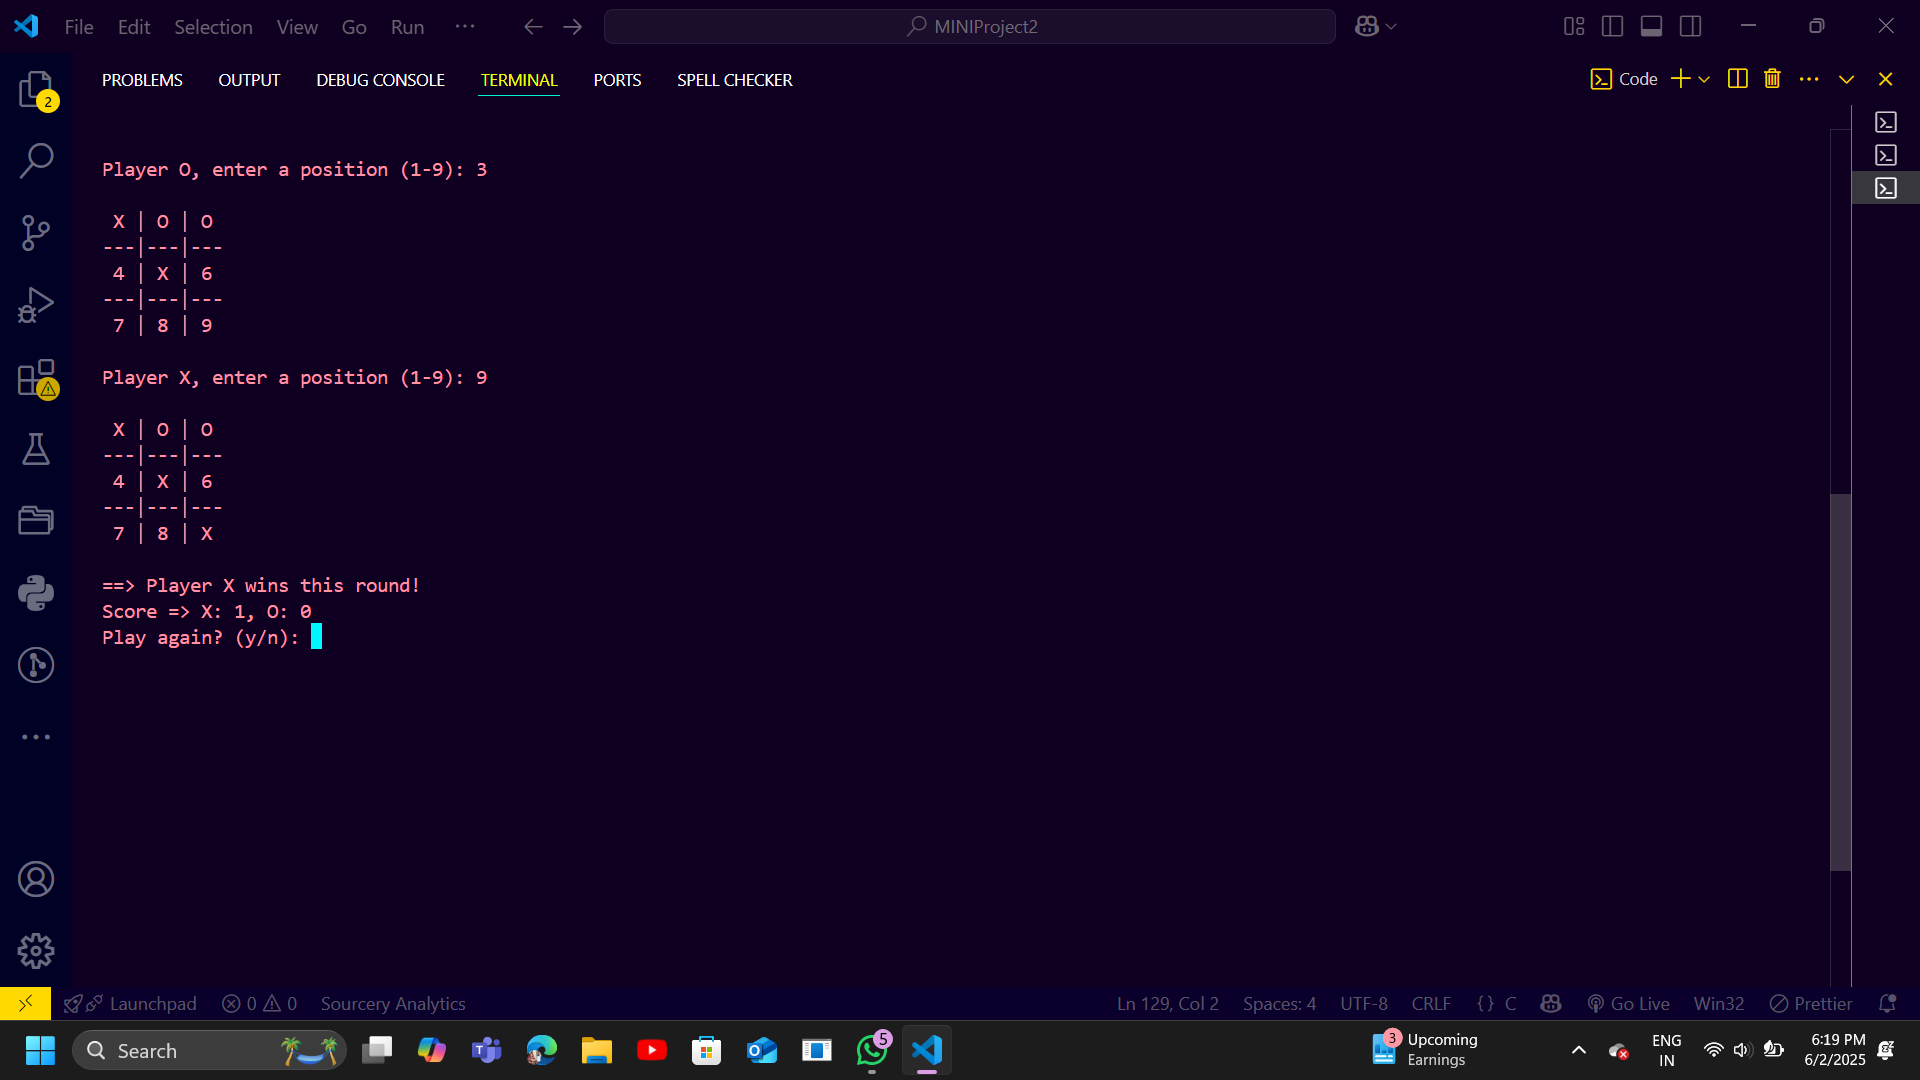 File Edit Selection View Go Run ··· MINIProject2
PROBLEMS OUTPUT DEBUG CONSOLE TERMINAL PORTS SPELL CHECKER Code
2
Player O, enter a position (1-9): 3
X | O | O
---|---|---
4 | X | 6
---|---|---
7 | 8 | 9
Player X, enter a position (1-9): 9
X | O | O
---|---|---
4 | X | 6
---|---|---
7 | 8 | X
==> Player X wins this round!
Score => X: 1, O: 0
Play again? (y/n):
Launchpad 0 0 Sourcery Analytics Ln 129, Col 2 Spaces: 4 UTF-8 CRLF {} C Go Live Win32 Prettier
Search 5 3 Upcoming ENG 6:19 PM
Earnings IN 6/2/2025